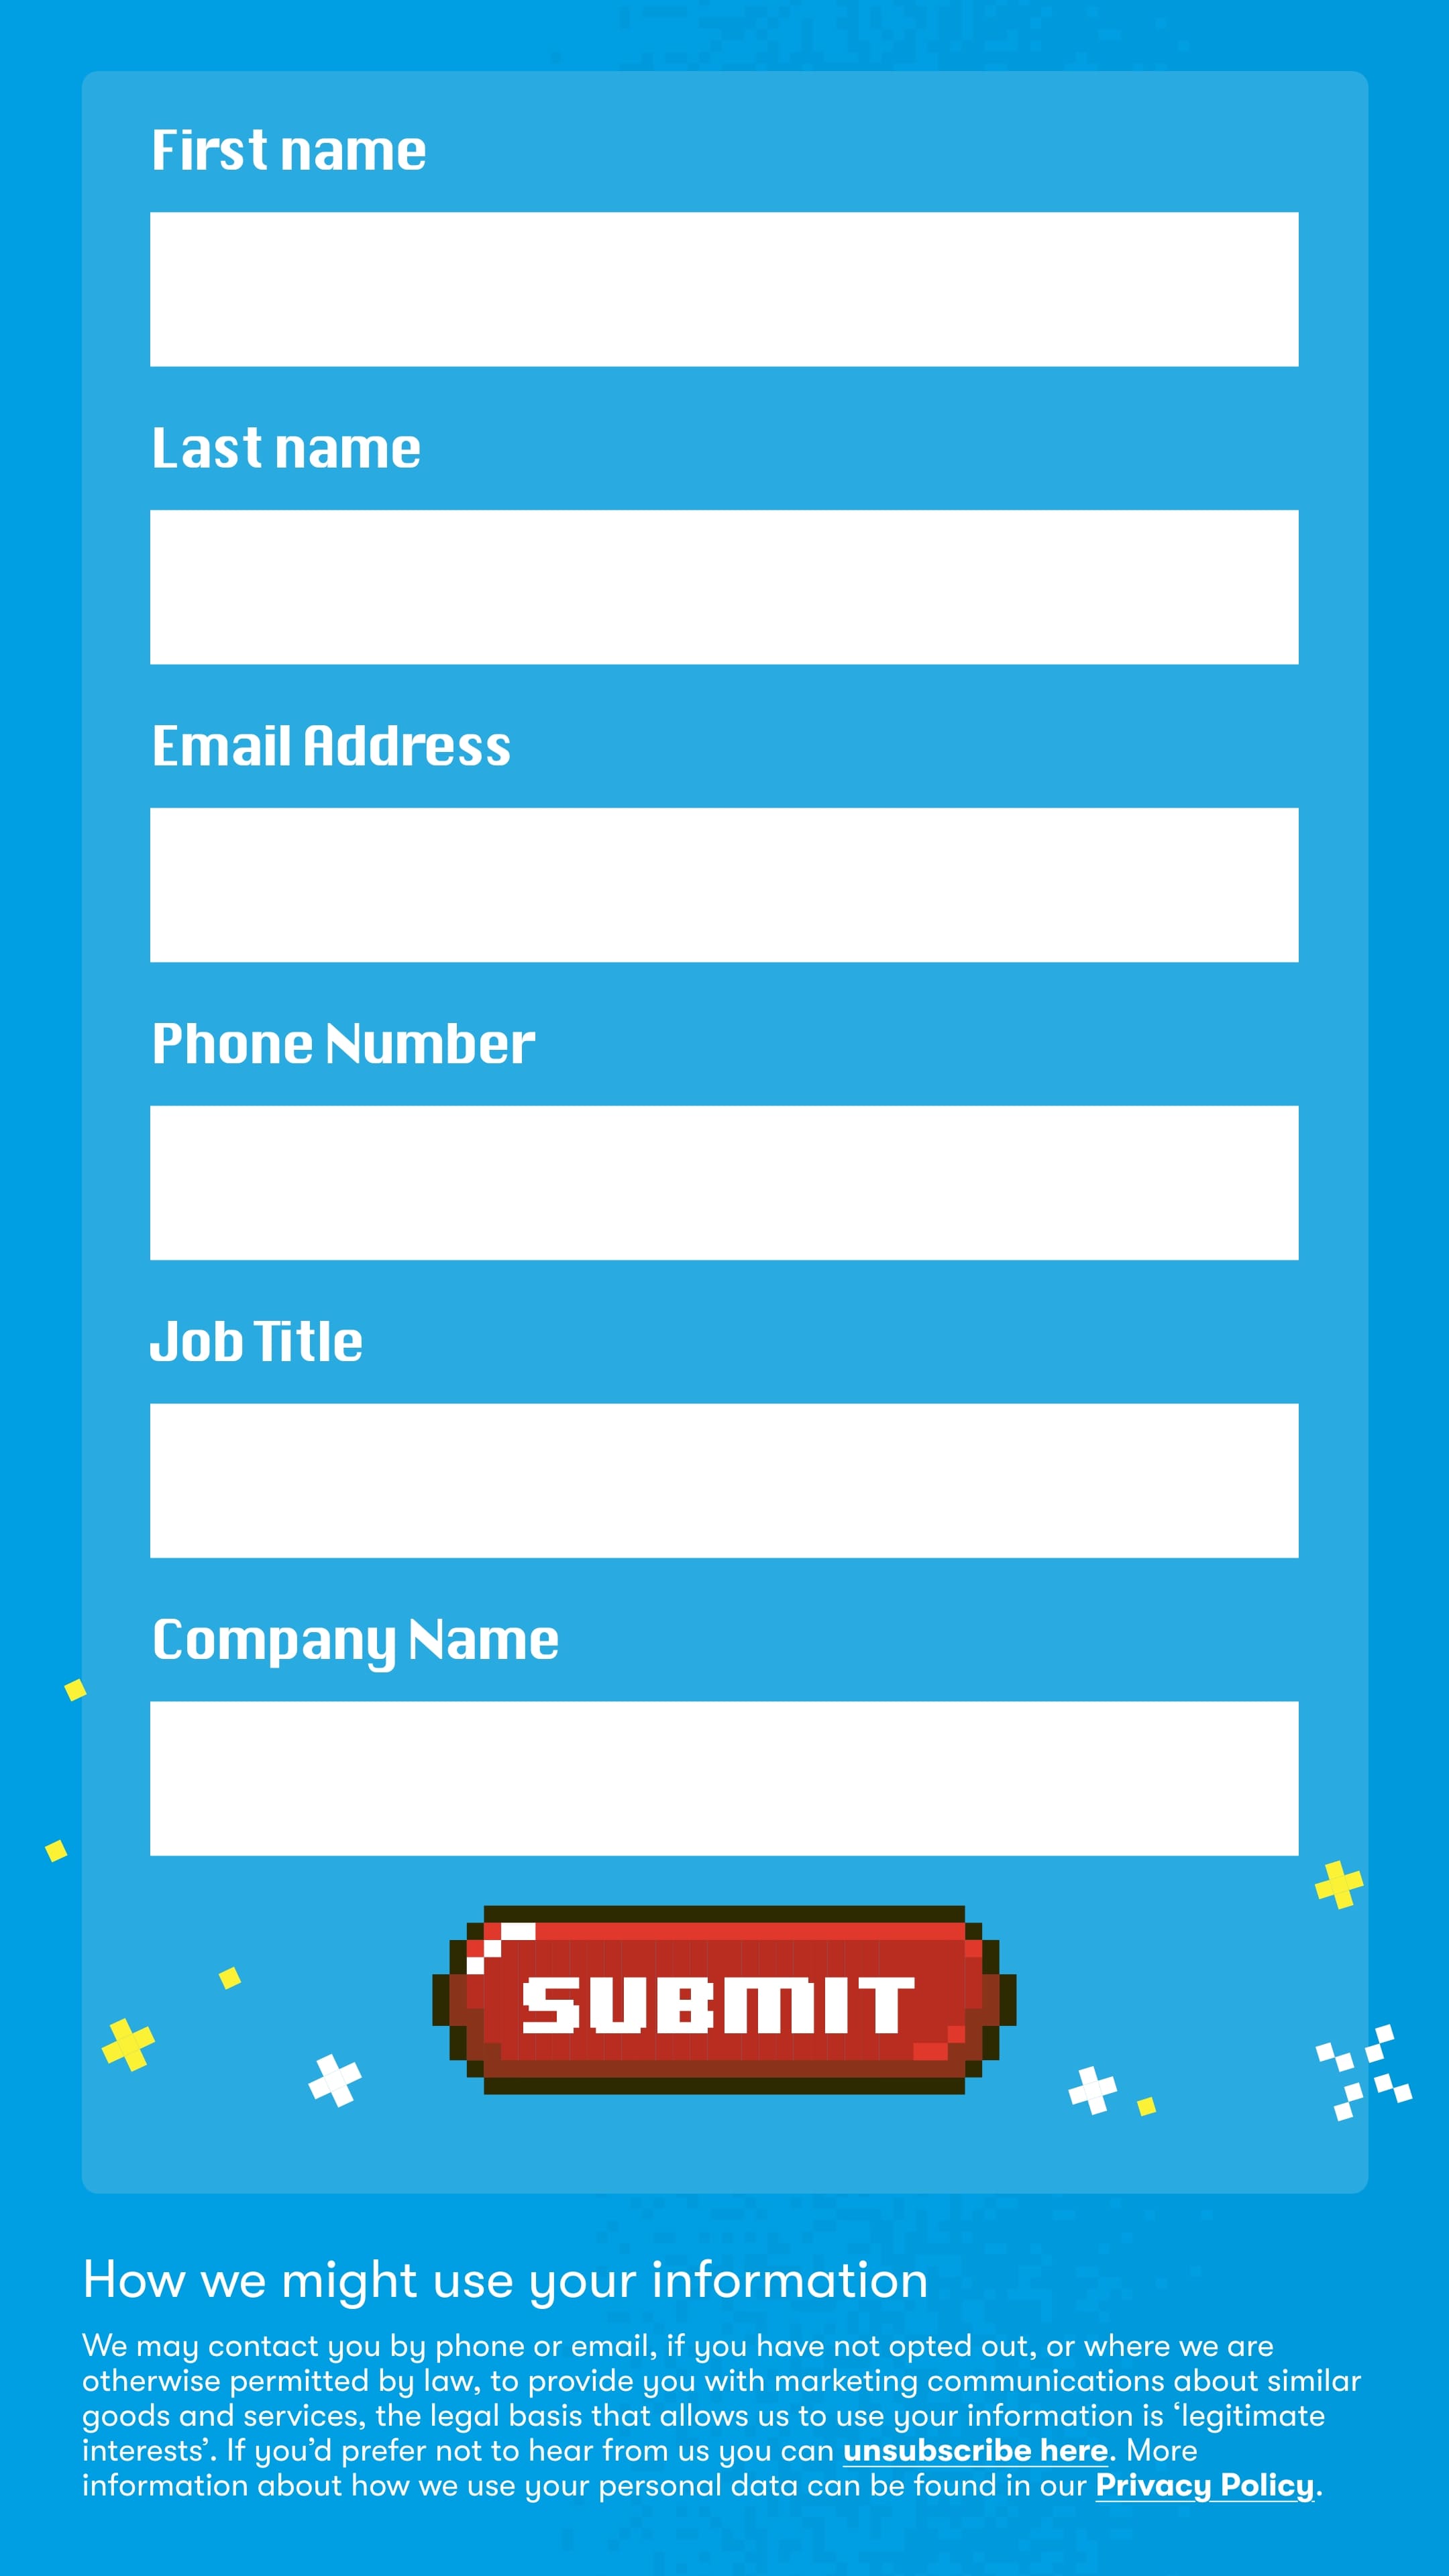 First name
Last name
Email Address
Phone Number
Job Title
Company Name
SUBMIT
How we might use your information
We may contact you by phone or email, if you have not opted out, or where we are
otherwise permitted by law, to provide you with marketing communications about similar
goods and services, the legal basis that allows us to use your information is ‘legitimate
interests’. If you’d prefer not to hear from us you can unsubscribe here. More
information about how we use your personal data can be found in our Privacy Policy.